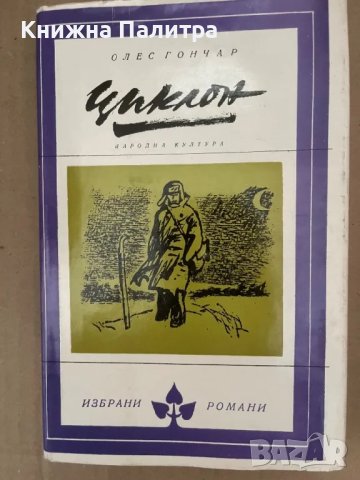 Книжна Палитра
ОЛЕС ГОНЧАР
Циклон
НАРОДНА КУЛТУРА
ИЗБРАНИ РОМАНИ
BAZAR